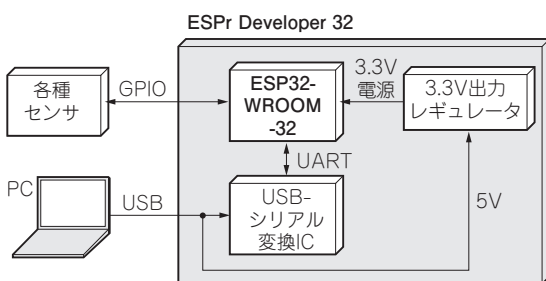 ESPr Developer 32
各種
センサ
GPIO
ESP32-
WROOM
-32
3.3V
電源
3.3V出力
レギュレータ
UART
PC
USB
USB-
シリアル
変換IC
5V